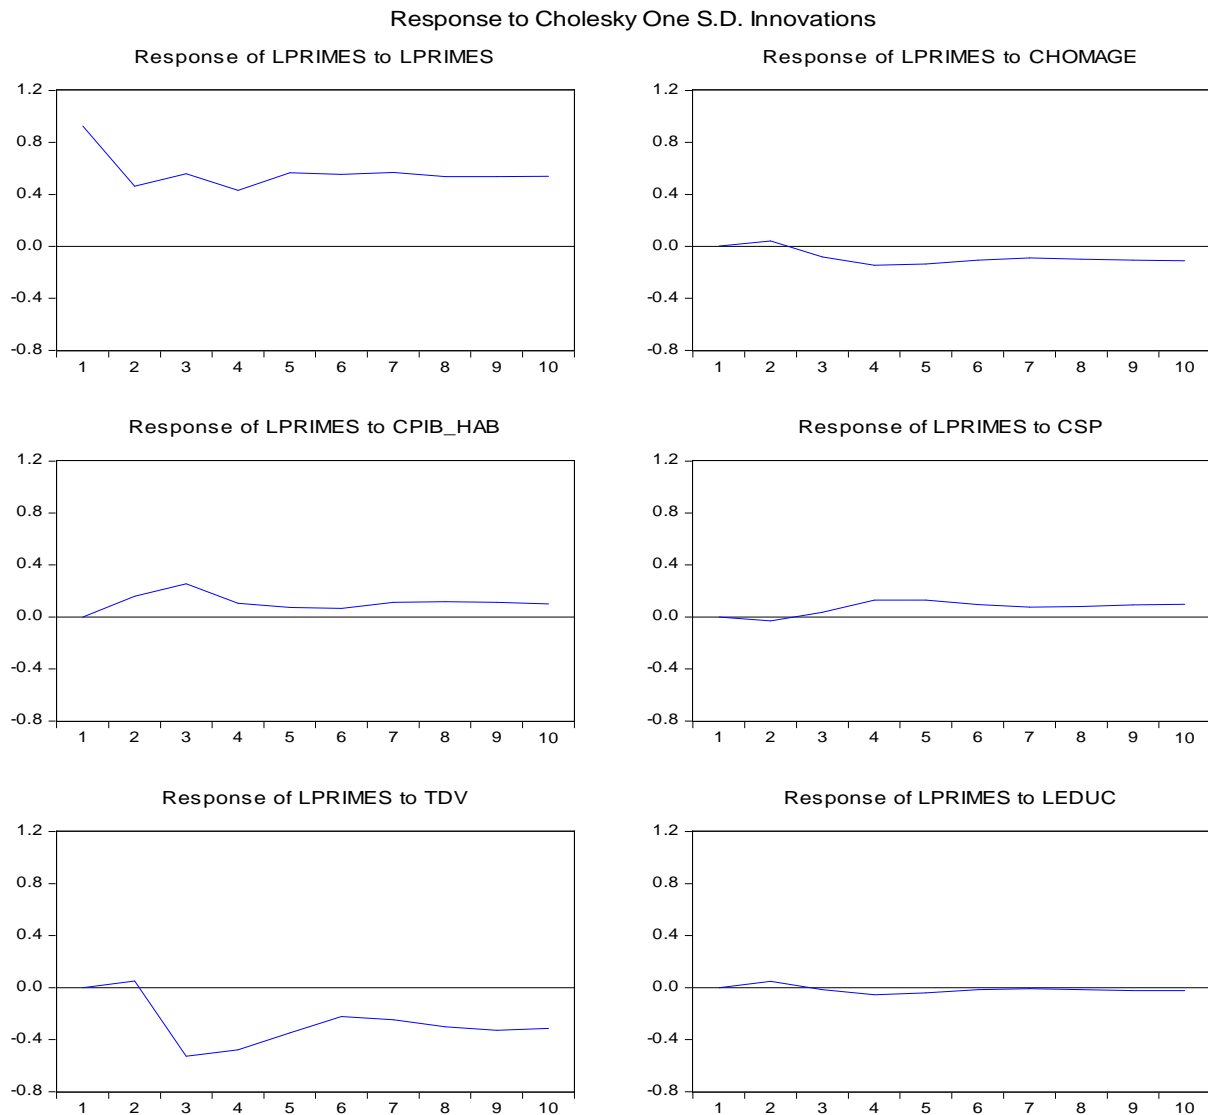 Response to Cholesky One S.D. Innovations
Response of LPRIMES to LPRIMES
1.2
0.8
0.4
0.0
-0.4
-0.8
1 2 3 4 5 6 7 8 9 10
Response of LPRIMES to CHOMAGE
1.2
0.8
0.4
0.0
-0.4
-0.8
1 2 3 4 5 6 7 8 9 10
Response of LPRIMES to CPIB_HAB
1.2
0.8
0.4
0.0
-0.4
-0.8
1 2 3 4 5 6 7 8 9 10
Response of LPRIMES to CSP
1.2
0.8
0.4
0.0
-0.4
-0.8
1 2 3 4 5 6 7 8 9 10
Response of LPRIMES to TDV
1.2
0.8
0.4
0.0
-0.4
-0.8
1 2 3 4 5 6 7 8 9 10
Response of LPRIMES to LEDUC
1.2
0.8
0.4
0.0
-0.4
-0.8
1 2 3 4 5 6 7 8 9 10